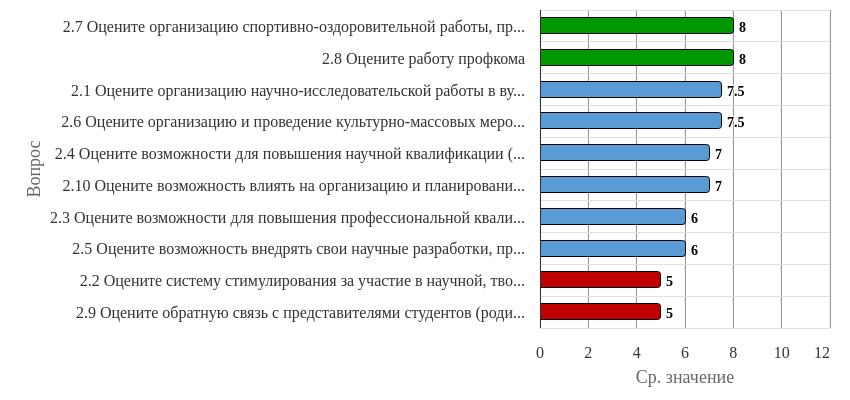 2.7 Оцените организацию спортивно-оздоровительной работы, пр... 8
2.8 Оцените работу профкома 8
2.1 Оцените организацию научно-исследовательской работы в ву... 7.5
2.6 Оцените организацию и проведение культурно-массовых меро... 7.5
2.4 Оцените возможности для повышения научной квалификации (... 7
2.10 Оцените возможность влиять на организацию и планировани... 7
2.3 Оцените возможности для повышения профессиональной квали... 6
2.5 Оцените возможность внедрять свои научные разработки, пр... 6
2.2 Оцените систему стимулирования за участие в научной, тво... 5
2.9 Оцените обратную связь с представителями студентов (роди... 5
Вопрос
0 2 4 6 8 10 12
Ср. значение